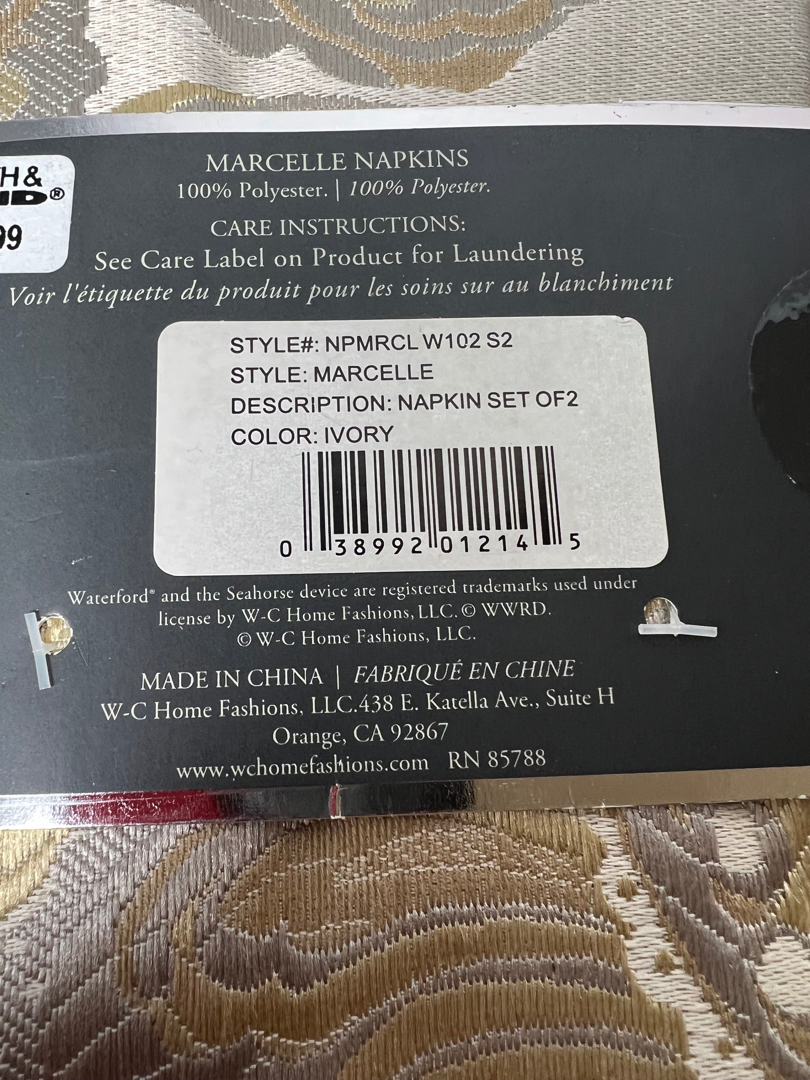 MARCELLE NAPKINS
100% Polyester. | 100% Polyester.
CARE INSTRUCTIONS:
See Care Label on Product for Laundering
Voir l'étiquette du produit pour les soins sur au blanchiment
H &
®
99
STYLE#: NPMRCL W102 S2
STYLE: MARCELLE
DESCRIPTION: NAPKIN SET OF2
COLOR: IVORY
0 38992 01214 5
Waterford® and the Seahorse device are registered trademarks used under
license by W-C Home Fashions, LLC. © WWRD.
© W-C Home Fashions, LLC.
MADE IN CHINA | FABRIQUÉ EN CHINE
W-C Home Fashions, LLC.438 E. Katella Ave., Suite H
Orange, CA 92867
www.wchomefashions.com RN 85788